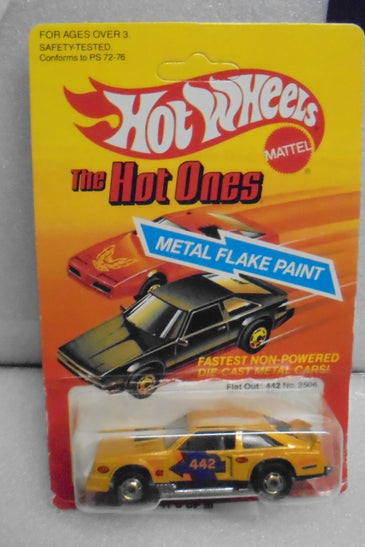 FOR AGES OVER 3.
SAFETY-TESTED.
Conforms to PS 72-76
HOT WHEELS
MATTEL
®
The Hot Ones
METAL FLAKE PAINT
FASTEST NON-POWERED
DIE CAST METAL CARS!
Flat Out 442 No. 2506
442